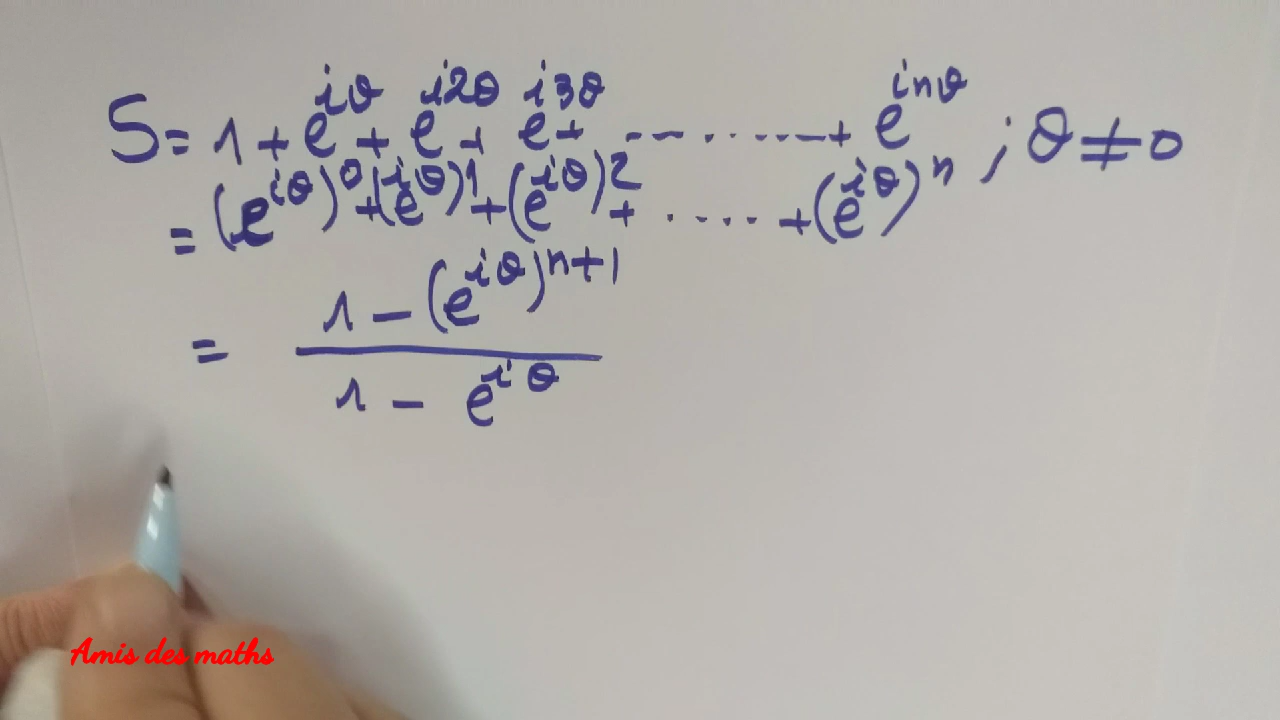 S = 1 + e^{iθ} + e^{i2θ} + e^{i3θ} + - - . . . . . . - + e^{inθ} ; θ ≠ 0
= (e^{iθ})^0 + (e^{iθ})^1 + (e^{iθ})^2 + . . . . . + (e^{iθ})^n
= \frac{1 - (e^{iθ})^{n+1}}{1 - e^{iθ}}
Amis des maths